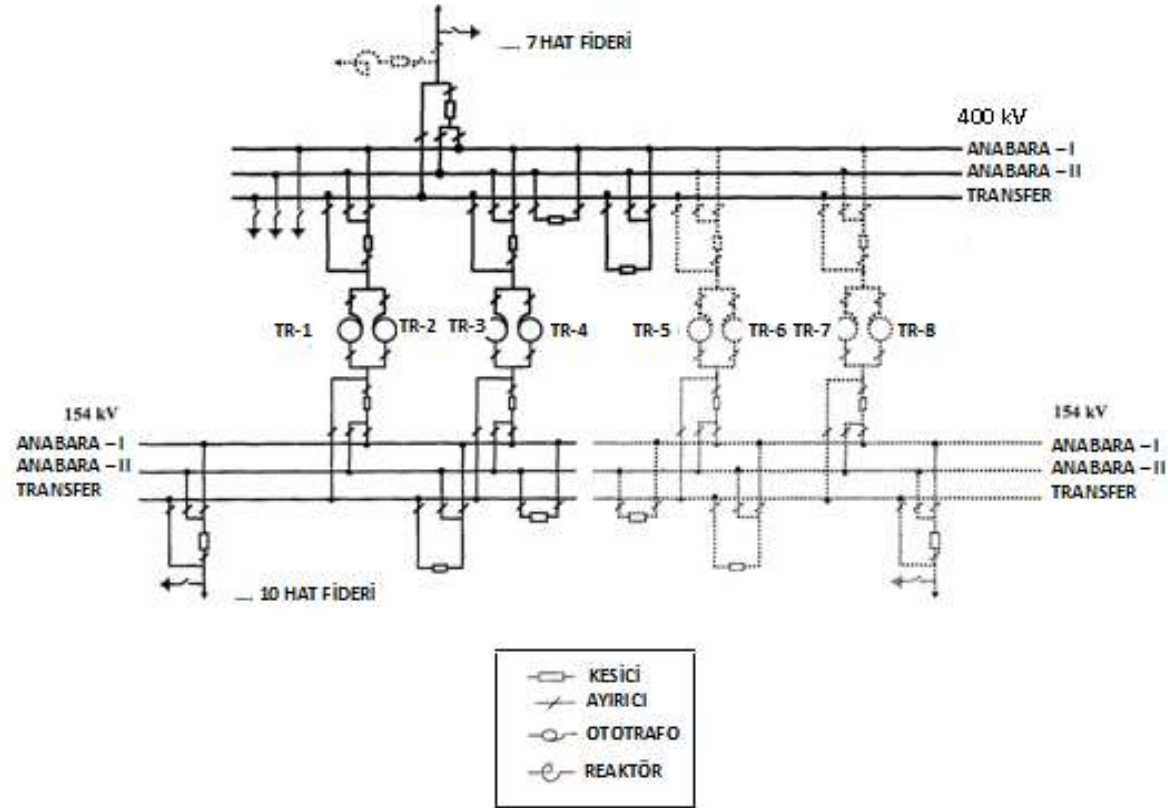 __ 7 HAT FİDERİ
400 kV
ANABARA – I
ANABARA – II
TRANSFER
TR-1 TR-2 TR-3 TR-4 TR-5 TR-6 TR-7 TR-8
154 kV
ANABARA – I
ANABARA – II
TRANSFER
154 kV
ANABARA – I
ANABARA – II
TRANSFER
__ 10 HAT FİDERİ
KESİCİ
AYIRICI
OTOTRAFO
REAKTÖR